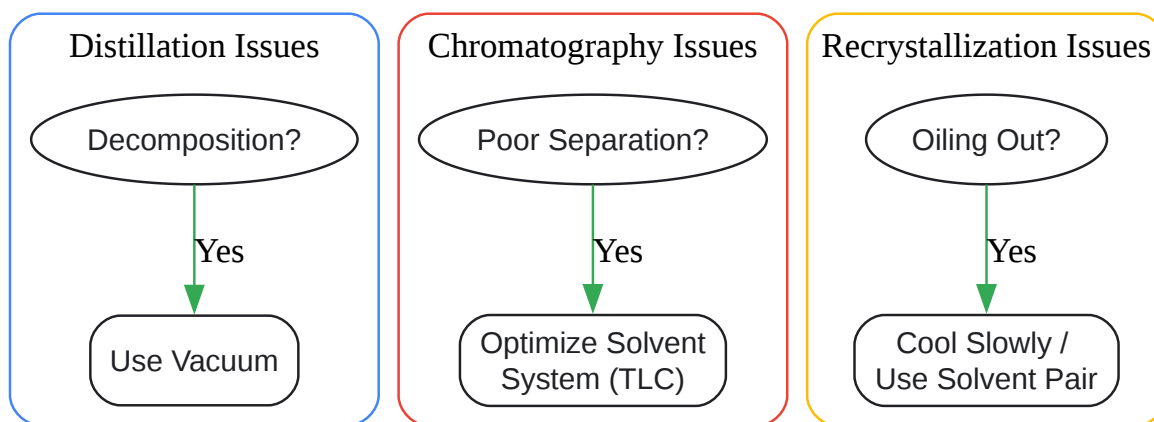 Distillation Issues
Decomposition?
Yes
Use Vacuum
Chromatography Issues
Poor Separation?
Yes
Optimize Solvent
System (TLC)
Recrystallization Issues
Oiling Out?
Yes
Cool Slowly /
Use Solvent Pair